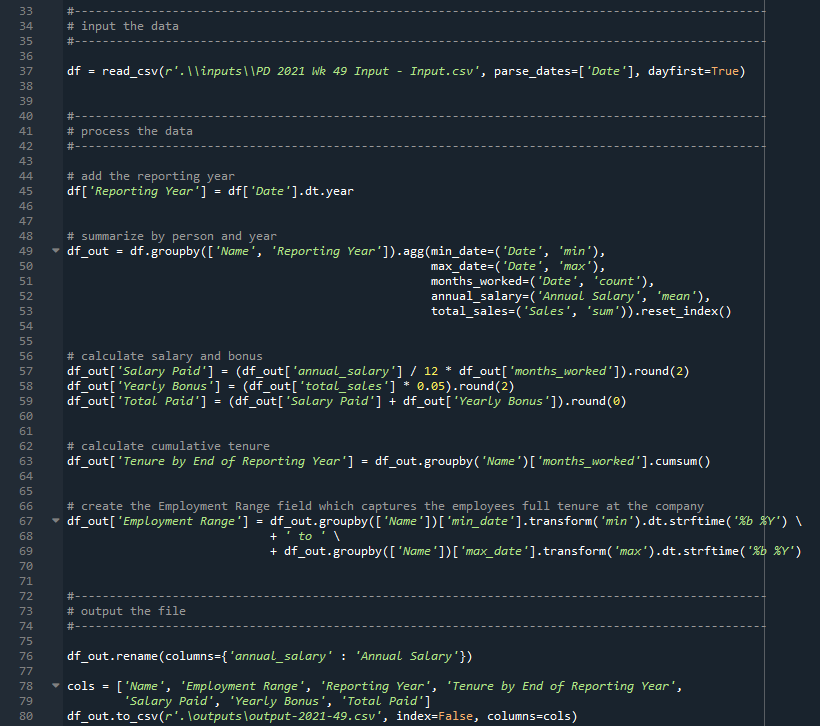 33 #---------------------------------------------------------------------------------------------------
34 # input the data
35 #---------------------------------------------------------------------------------------------------
36
37 df = read_csv(r'.\\inputs\\PD 2021 Wk 49 Input - Input.csv', parse_dates=['Date'], dayfirst=True)
38
39
40 #---------------------------------------------------------------------------------------------------
41 # process the data
42 #---------------------------------------------------------------------------------------------------
43
44 # add the reporting year
45 df['Reporting Year'] = df['Date'].dt.year
46
47
48 # summarize by person and year
49 df_out = df.groupby(['Name', 'Reporting Year']).agg(min_date=('Date', 'min'),
50                                                     max_date=('Date', 'max'),
51                                                     months_worked=('Date', 'count'),
52                                                     annual_salary=('Annual Salary', 'mean'),
53                                                     total_sales=('Sales', 'sum')).reset_index()
54
55
56 # calculate salary and bonus
57 df_out['Salary Paid'] = (df_out['annual_salary'] / 12 * df_out['months_worked']).round(2)
58 df_out['Yearly Bonus'] = (df_out['total_sales'] * 0.05).round(2)
59 df_out['Total Paid'] = (df_out['Salary Paid'] + df_out['Yearly Bonus']).round(0)
60
61
62 # calculate cumulative tenure
63 df_out['Tenure by End of Reporting Year'] = df_out.groupby('Name')['months_worked'].cumsum()
64
65
66 # create the Employment Range field which captures the employees full tenure at the company
67 df_out['Employment Range'] = df_out.groupby(['Name'])['min_date'].transform('min').dt.strftime('%b %Y') \
68                              + ' to ' \
69                              + df_out.groupby(['Name'])['max_date'].transform('max').dt.strftime('%b %Y')
70
71
72 #---------------------------------------------------------------------------------------------------
73 # output the file
74 #---------------------------------------------------------------------------------------------------
75
76 df_out.rename(columns={'annual_salary' : 'Annual Salary'})
77
78 cols = ['Name', 'Employment Range', 'Reporting Year', 'Tenure by End of Reporting Year',
79         'Salary Paid', 'Yearly Bonus', 'Total Paid']
80 df_out.to_csv(r'.\outputs\output-2021-49.csv', index=False, columns=cols)